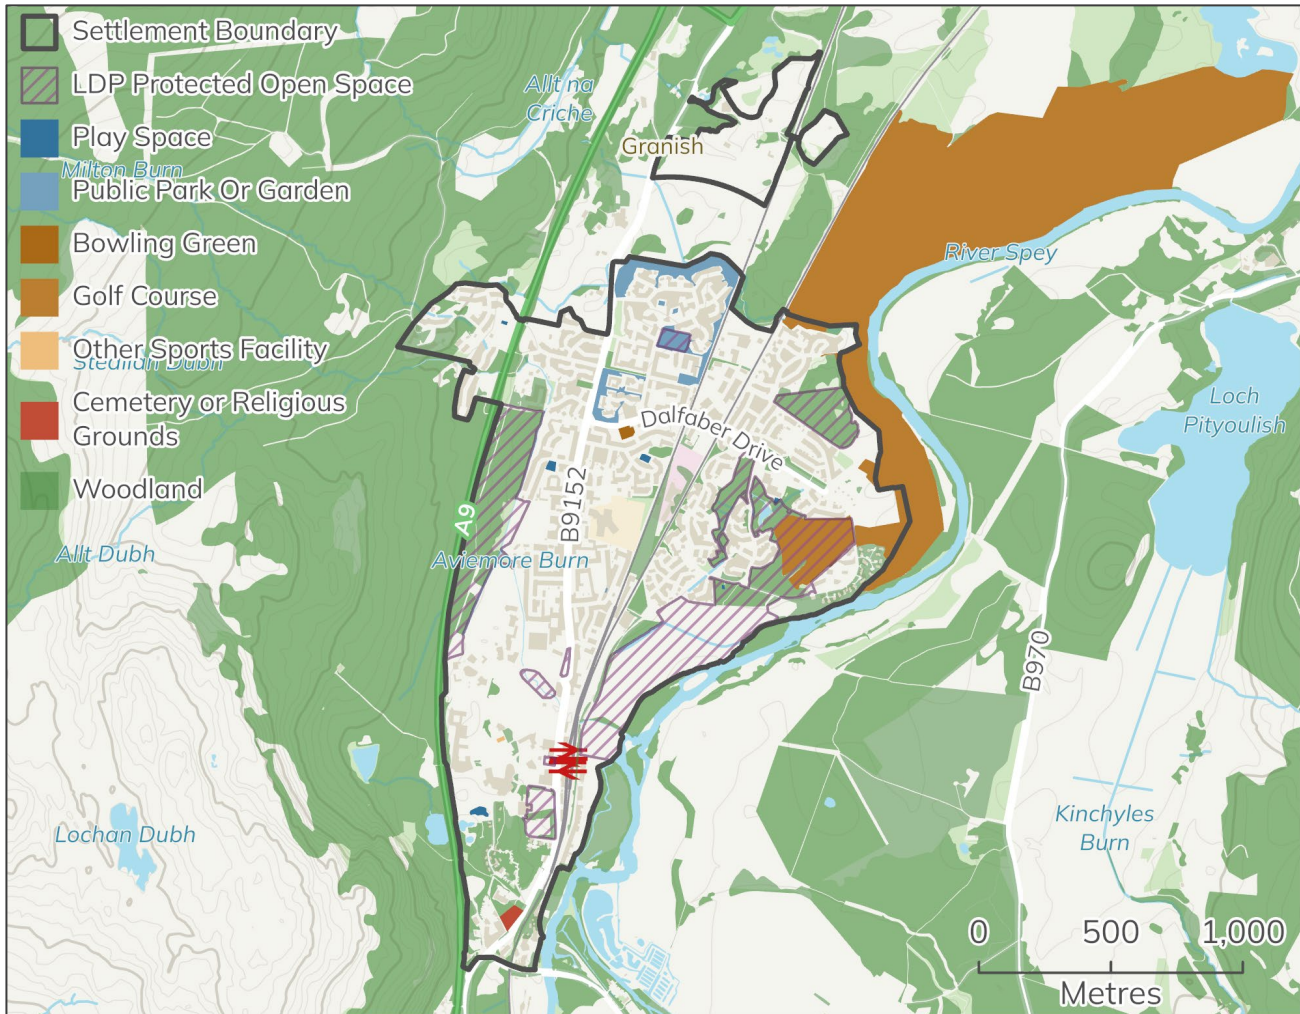 Settlement Boundary
LDP Protected Open Space
Play Space
Milton Burn
Public Park Or Garden
Bowling Green
Golf Course
Other Sports Facility
Cemetery or Religious
Grounds
Woodland
Allt na
Criche
Granish
River Spey
Loch
Pityoulish
Dalfaber Drive
B9152
A9
Allt Dubh
Aviemore Burn
B970
Lochan Dubh
Kinchyles
Burn
0 500 1,000
Metres